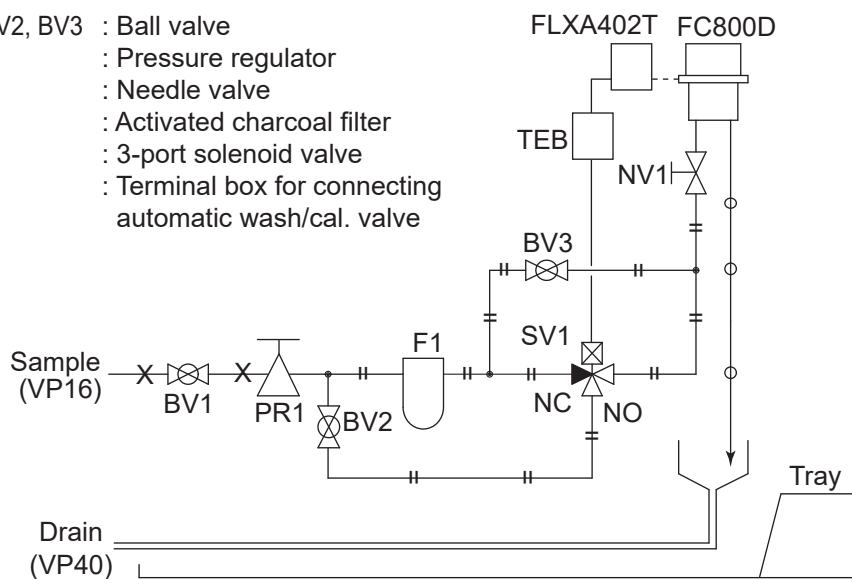 V2, BV3 : Ball valve
: Pressure regulator
: Needle valve
: Activated charcoal filter
: 3-port solenoid valve
: Terminal box for connecting
automatic wash/cal. valve
FLXA402T FC800D
TEB
NV1
BV3
SV1
F1
Sample
(VP16)
BV1
PR1
BV2
NC
NO
Tray
Drain
(VP40)